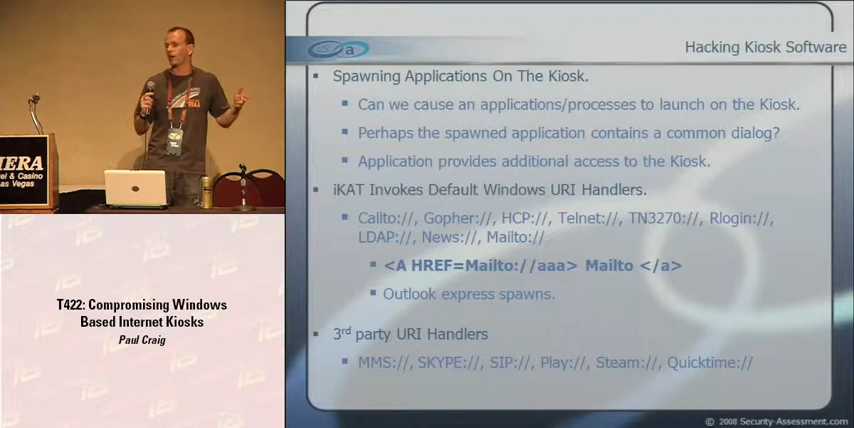 IERA
el & Casino
as Vegas
T422: Compromising Windows
Based Internet Kiosks
Paul Craig
a
Hacking Kiosk Software
Spawning Applications On The Kiosk.
Can we cause an applications/processes to launch on the Kiosk.
Perhaps the spawned application contains a common dialog?
Application provides additional access to the Kiosk.
iKAT Invokes Default Windows URI Handlers.
Callto://, Gopher://, HCP://, Telnet://, TN3270://, Rlogin://,
LDAP://, News://, Mailto://
<A HREF=Mailto://aaa> Mailto </a>
Outlook express spawns.
3rd party URI Handlers
MMS://, SKYPE://, SIP://, Play://, Steam://, Quicktime://
© 2008 Security-Assessment.com